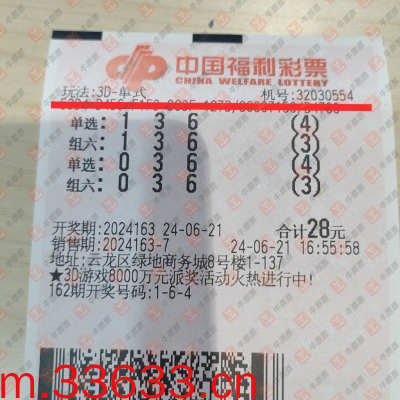 中国福利彩票
CHINA WELFARE LOTTERY
玩法:3D-单式 机号:32030554
单选: 1 3 6 (4)
组六: 1 3 6 (3)
单选: 0 3 6 (4)
组六: 0 3 6 (3)
开奖期:2024163 24-06-21 合计28元
销售期:2024163-7 24-06-21 16:55:58
地址:云龙区绿地商务城8号楼1-137
★3D游戏8000万元派奖活动火热进行中!
162期开奖号码:1-6-4
m.33633.cn